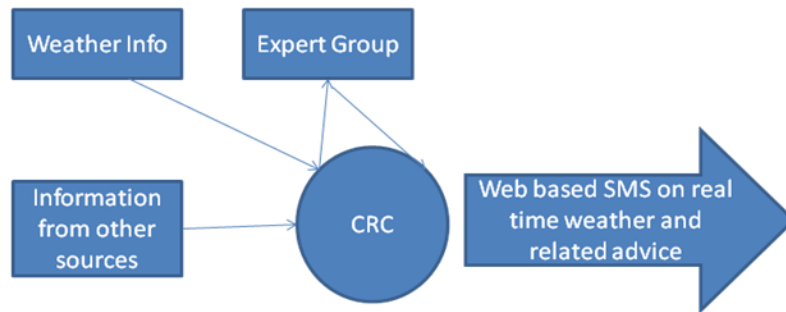 Weather Info
Expert Group
Information
from other
sources
CRC
Web based SMS on real
time weather and
related advice